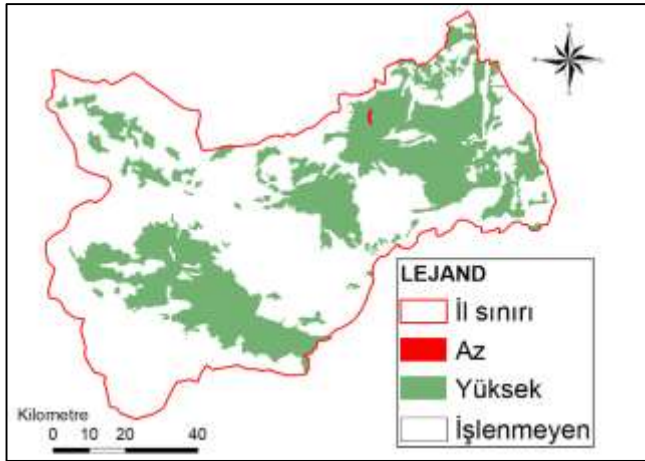 LEJAND
İl sınırı
Az
Yüksek
İşlenmeyen
Kilometre
0 10 20 40